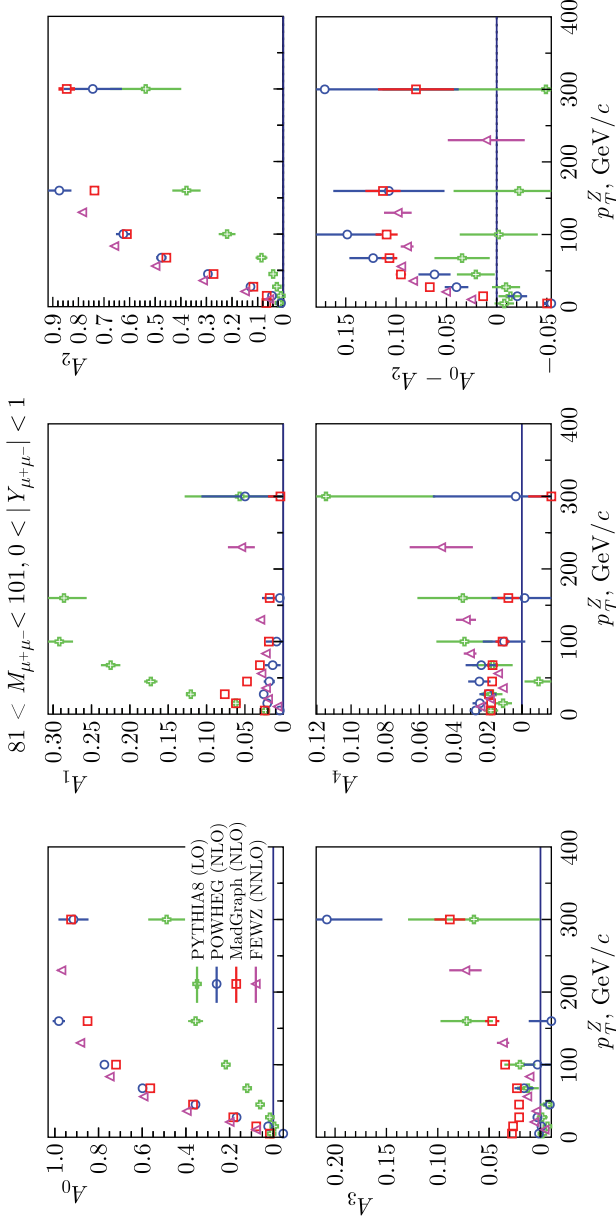 81 < M_{μ+μ−} < 101, 0 < |Y_{μ+μ−}| < 1
A_0
1.0
0.8
0.6
0.4
0.2
0
PYTHIA8 (LO)
POWHEG (NLO)
MadGraph (NLO)
FEWZ (NNLO)
A_1
0.30
0.25
0.20
0.15
0.10
0.05
0
A_2
0.9
0.8
0.7
0.6
0.5
0.4
0.3
0.2
0.1
0
A_3
0.20
0.15
0.10
0.05
0
0 100 200 300 400
p_T^Z, GeV/c
A_4
0.12
0.10
0.08
0.06
0.04
0.02
0
0 100 200 300 400
p_T^Z, GeV/c
A_0 − A_2
0.15
0.10
0.05
0.00
−0.05
0 100 200 300 400
p_T^Z, GeV/c